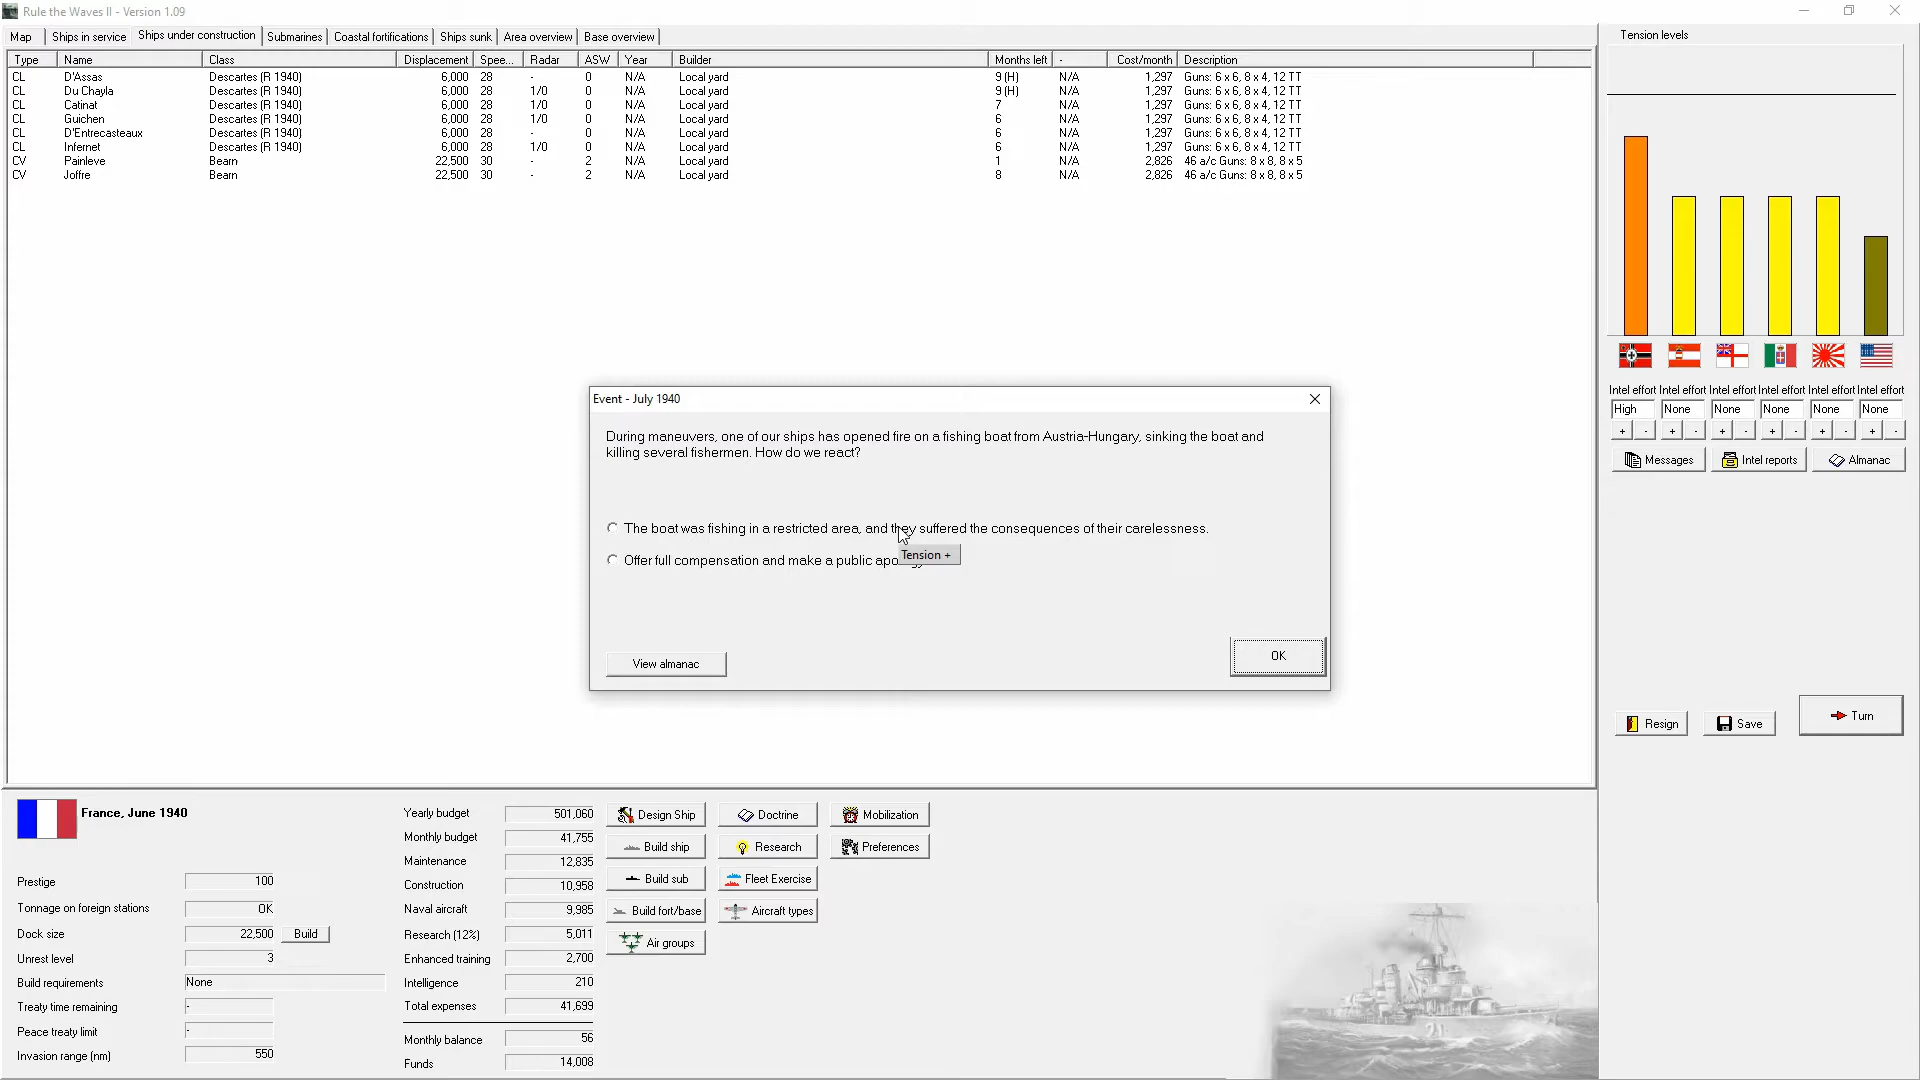 Rule the Waves II - Version 1.09
Map
Ships in service
Ships under construction
Submarines
Coastal fortifications
Ships sunk
Area overview
Base overview
Type Name Class Displacement Spee... Radar ASW Year Builder Months left - Cost/month Description
CL D'Assas Descartes (R 1940) 6,000 28 - 0 N/A Local yard 9 (H) N/A 1,297 Guns: 6 x 6, 8 x 4, 12 TT
CL Du Chayla Descartes (R 1940) 6,000 28 1/0 0 N/A Local yard 9 (H) N/A 1,297 Guns: 6 x 6, 8 x 4, 12 TT
CL Catinat Descartes (R 1940) 6,000 28 1/0 0 N/A Local yard 7 N/A 1,297 Guns: 6 x 6, 8 x 4, 12 TT
CL Guichen Descartes (R 1940) 6,000 28 1/0 0 N/A Local yard 6 N/A 1,297 Guns: 6 x 6, 8 x 4, 12 TT
CL D'Entrecasteaux Descartes (R 1940) 6,000 28 - 0 N/A Local yard 6 N/A 1,297 Guns: 6 x 6, 8 x 4, 12 TT
CL Infernet Descartes (R 1940) 6,000 28 1/0 0 N/A Local yard 6 N/A 1,297 Guns: 6 x 6, 8 x 4, 12 TT
CV Painleve Bearn 22,500 30 - 2 N/A Local yard 1 N/A 2,826 46 a/c Guns: 8 x 8, 8 x 5
CV Joffre Bearn 22,500 30 - 2 N/A Local yard 8 N/A 2,826 46 a/c Guns: 8 x 8, 8 x 5
Event - July 1940
During maneuvers, one of our ships has opened fire on a fishing boat from Austria-Hungary, sinking the boat and
killing several fishermen. How do we react?
The boat was fishing in a restricted area, and they suffered the consequences of their carelessness.
Tension +
Offer full compensation and make a public
View almanac
OK
Tension levels
Intel effort Intel effort Intel effort Intel effort Intel effort Intel effort
High None None None None None
+ - + - + - + - + - + -
Messages
Intel reports
Almanac
Resign
Save
Turn
France, June 1940
Prestige 100
Tonnage on foreign stations OK
Dock size 22,500 Build
Unrest level 3
Build requirements None
Treaty time remaining -
Peace treaty limit -
Invasion range (nm) 550
Yearly budget 501,060
Monthly budget 41,755
Maintenance 12,835
Construction 10,958
Naval aircraft 9,985
Research (12%) 5,011
Enhanced training 2,700
Intelligence 210
Total expenses 41,699
Monthly balance 56
Funds 14,008
Design Ship
Doctrine
Mobilization
Build ship
Research
Preferences
Build sub
Fleet Exercise
Build fort/base
Aircraft types
Air groups